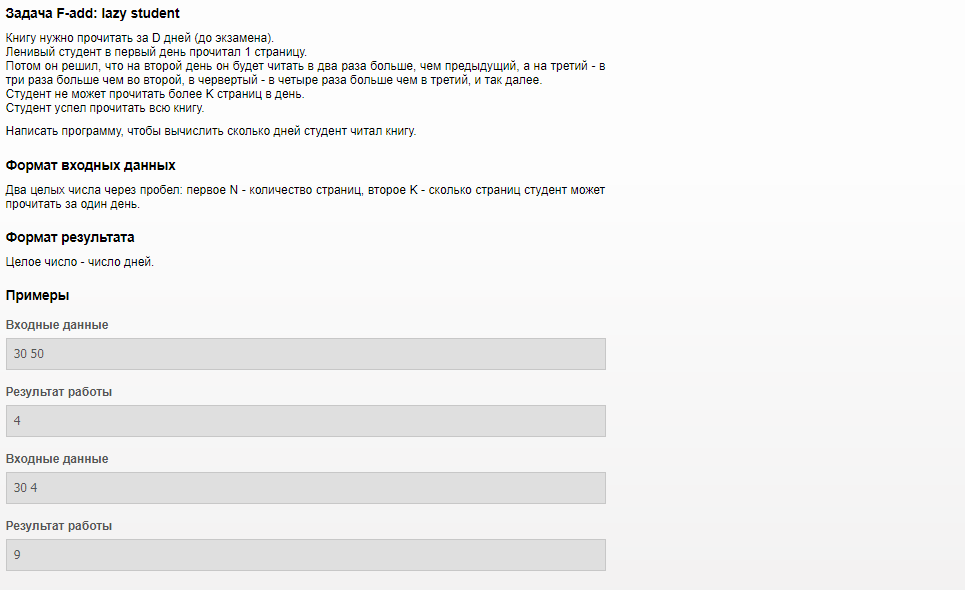 Задача F-add: lazy student
Книгу нужно прочитать за D дней (до экзамена).
Ленивый студент в первый день прочитал 1 страницу.
Потом он решил, что на второй день он будет читать в два раза больше, чем предыдущий, а на третий - в
три раза больше чем во второй, в червертый - в четыре раза больше чем в третий, и так далее.
Студент не может прочитать более K страниц в день.
Студент успел прочитать всю книгу.
Написать программу, чтобы вычислить сколько дней студент читал книгу.
Формат входных данных
Два целых числа через пробел: первое N - количество страниц, второе K - сколько страниц студент может
прочитать за один день.
Формат результата
Целое число - число дней.
Примеры
Входные данные
30 50
Результат работы
4
Входные данные
30 4
Результат работы
9